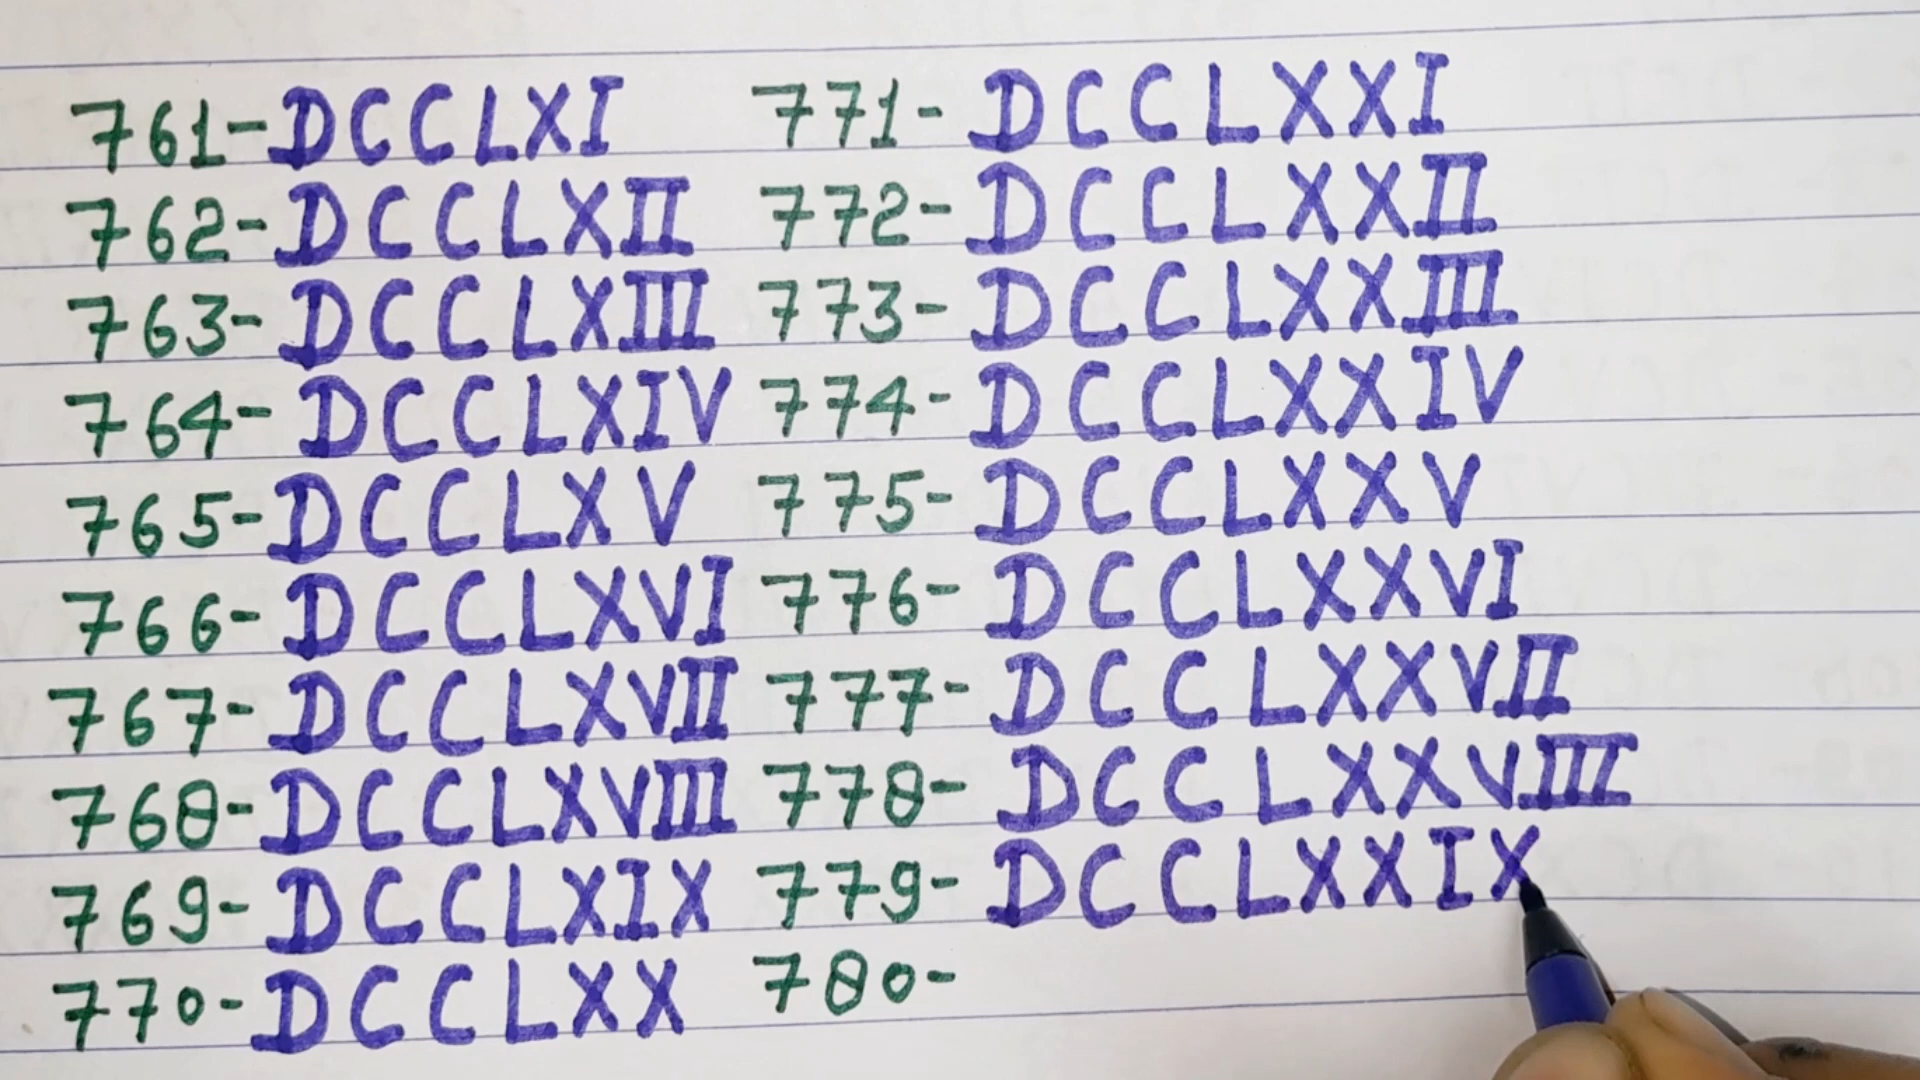 761-DCCLXI
762-DCCLXII
763-DCCLXIII
764-DCCLXIV
765-DCCLXV
766-DCCLXVI
767-DCCLXVII
768-DCCLXVIII
769-DCCLXIX
770-DCCLXX
771-DCCLXXI
772-DCCLXXII
773-DCCLXXIII
774-DCCLXXIV
775-DCCLXXV
776-DCCLXXVI
777-DCCLXXVII
778-DCCLXXVIII
779-DCCLXXIX
780-